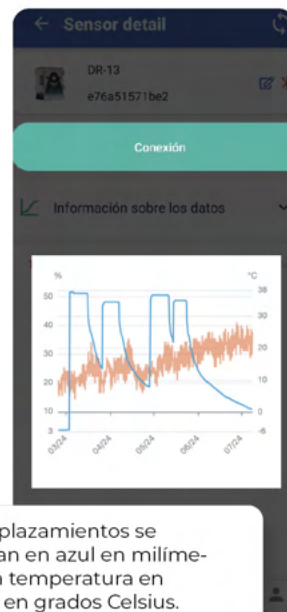 Sensor detail
DR-13
e76a51571be2
Conexión
Información sobre los datos
% °C
50 38
40 30
30 20
20 10
10 0
3 -6
03/24 04/24 05/24 06/24 07/24
plazamientos se
an en azul en milíme-
temperatura en
en grados Celsius.